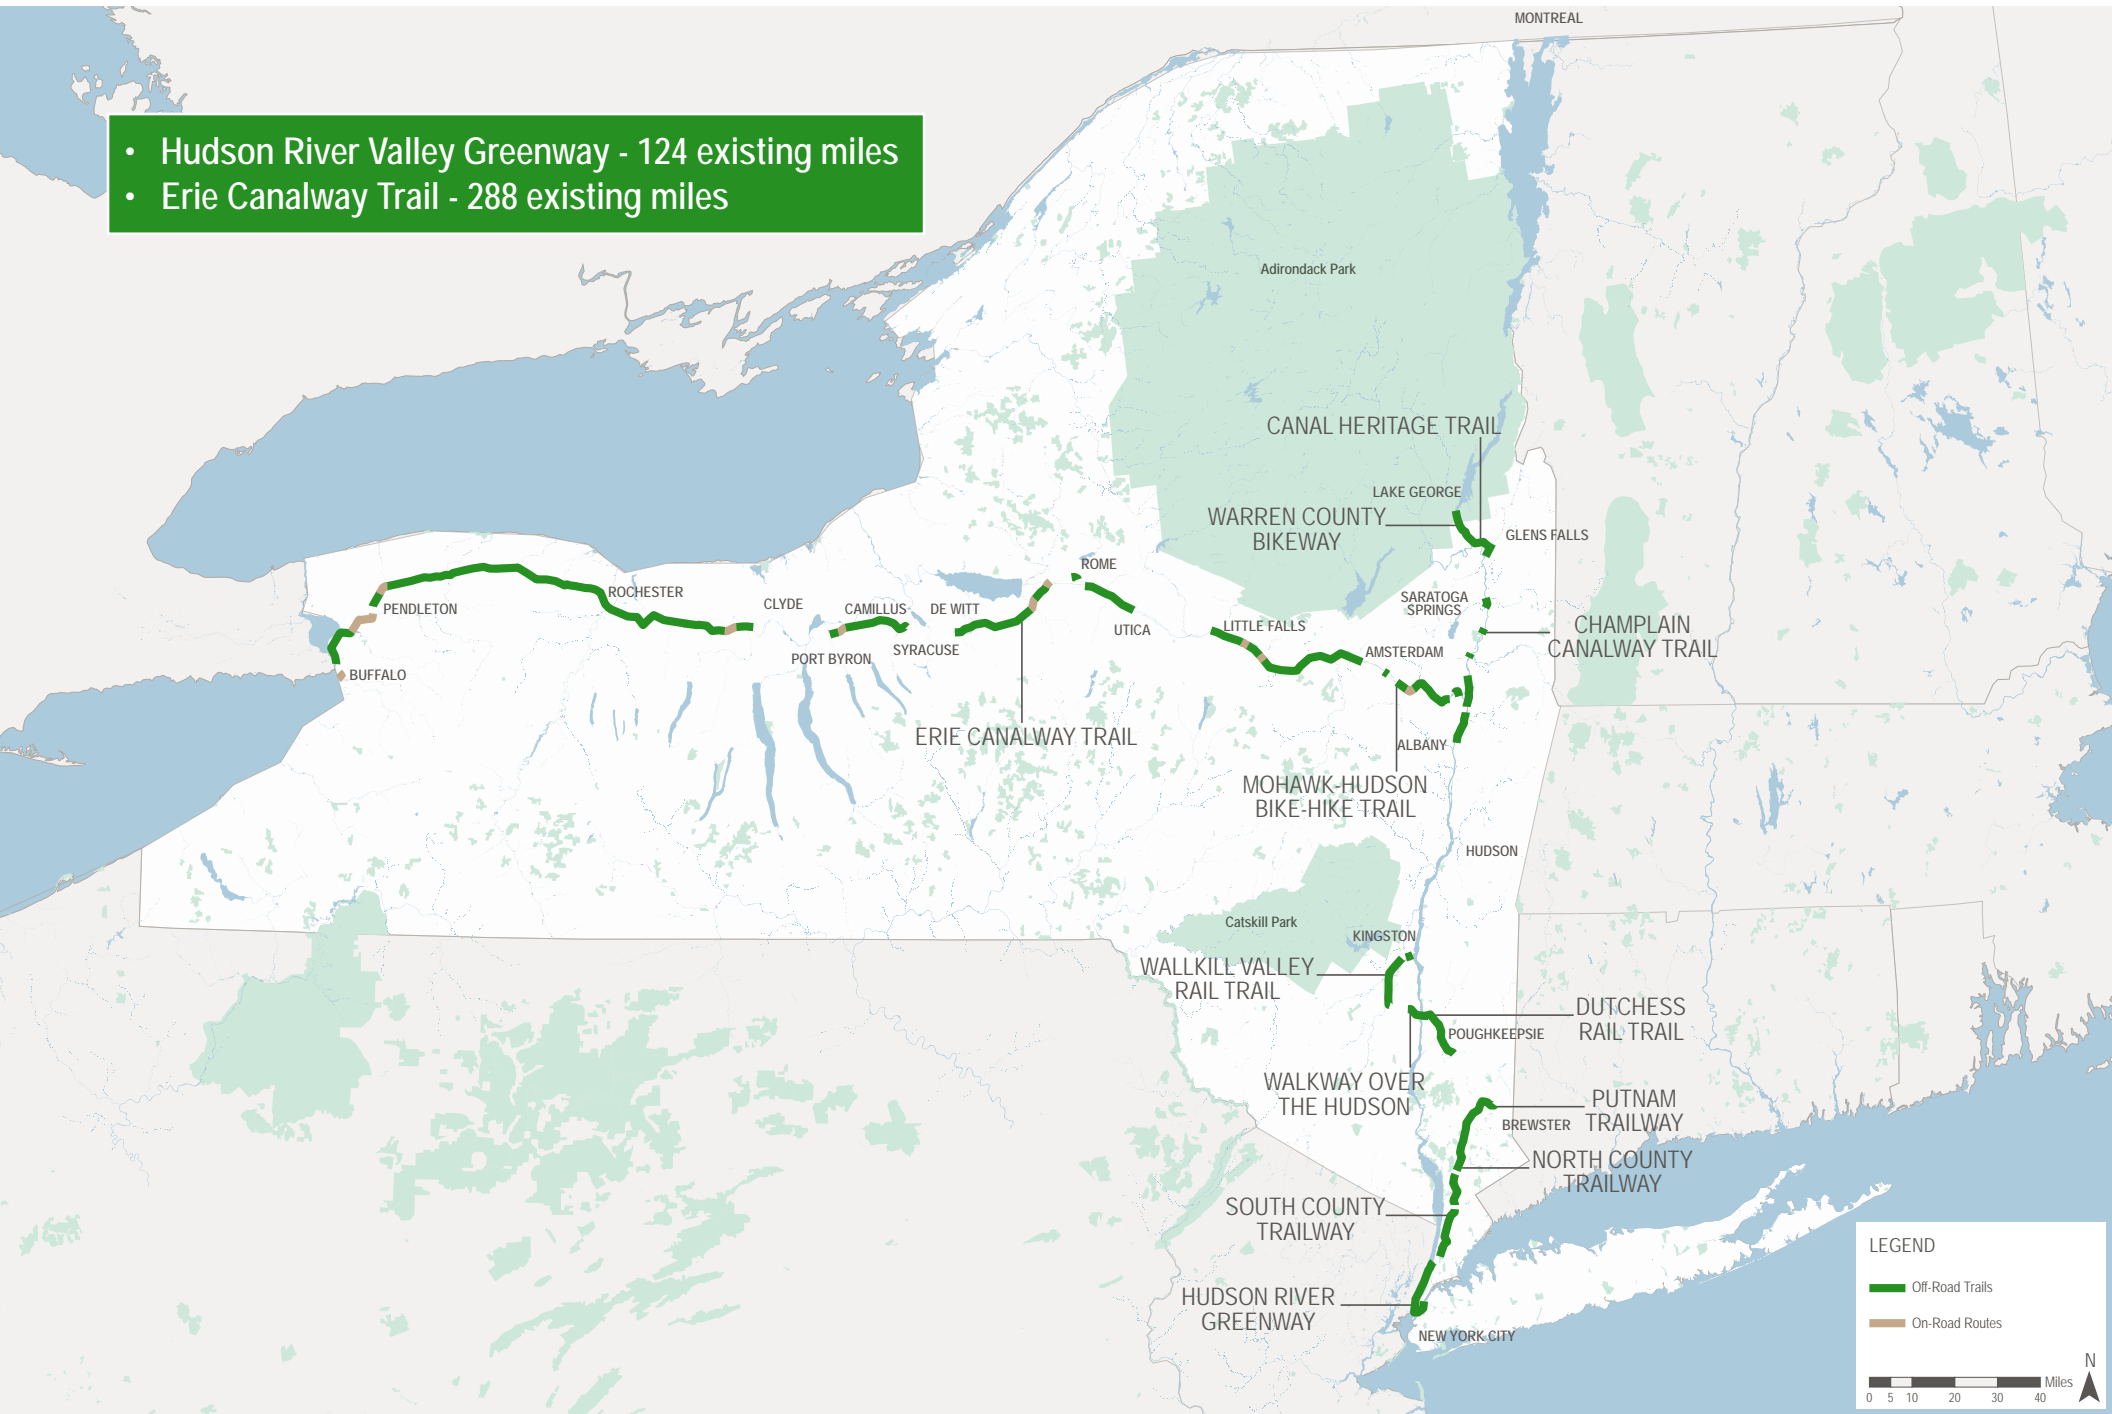 MONTREAL
• Hudson River Valley Greenway - 124 existing miles
• Erie Canalway Trail - 288 existing miles
Adirondack Park
CANAL HERITAGE TRAIL
LAKE GEORGE
WARREN COUNTY
BIKEWAY
GLENS FALLS
ROME
ROCHESTER
CLYDE
CAMILLUS
DE WITT
PENDLETON
SARATOGA
SPRINGS
UTICA
LITTLE FALLS
CHAMPLAIN
CANALWAY TRAIL
SYRACUSE
PORT BYRON
AMSTERDAM
BUFFALO
ERIE CANALWAY TRAIL
ALBANY
MOHAWK-HUDSON
BIKE-HIKE TRAIL
HUDSON
Catskill Park
KINGSTON
WALLKILL VALLEY
RAIL TRAIL
DUTCHESS
RAIL TRAIL
POUGHKEEPSIE
WALKWAY OVER
THE HUDSON
PUTNAM
TRAILWAY
BREWSTER
NORTH COUNTY
TRAILWAY
SOUTH COUNTY
TRAILWAY
HUDSON RIVER
GREENWAY
NEW YORK CITY
LEGEND
Off-Road Trails
On-Road Routes
N
Miles
0 5 10 20 30 40